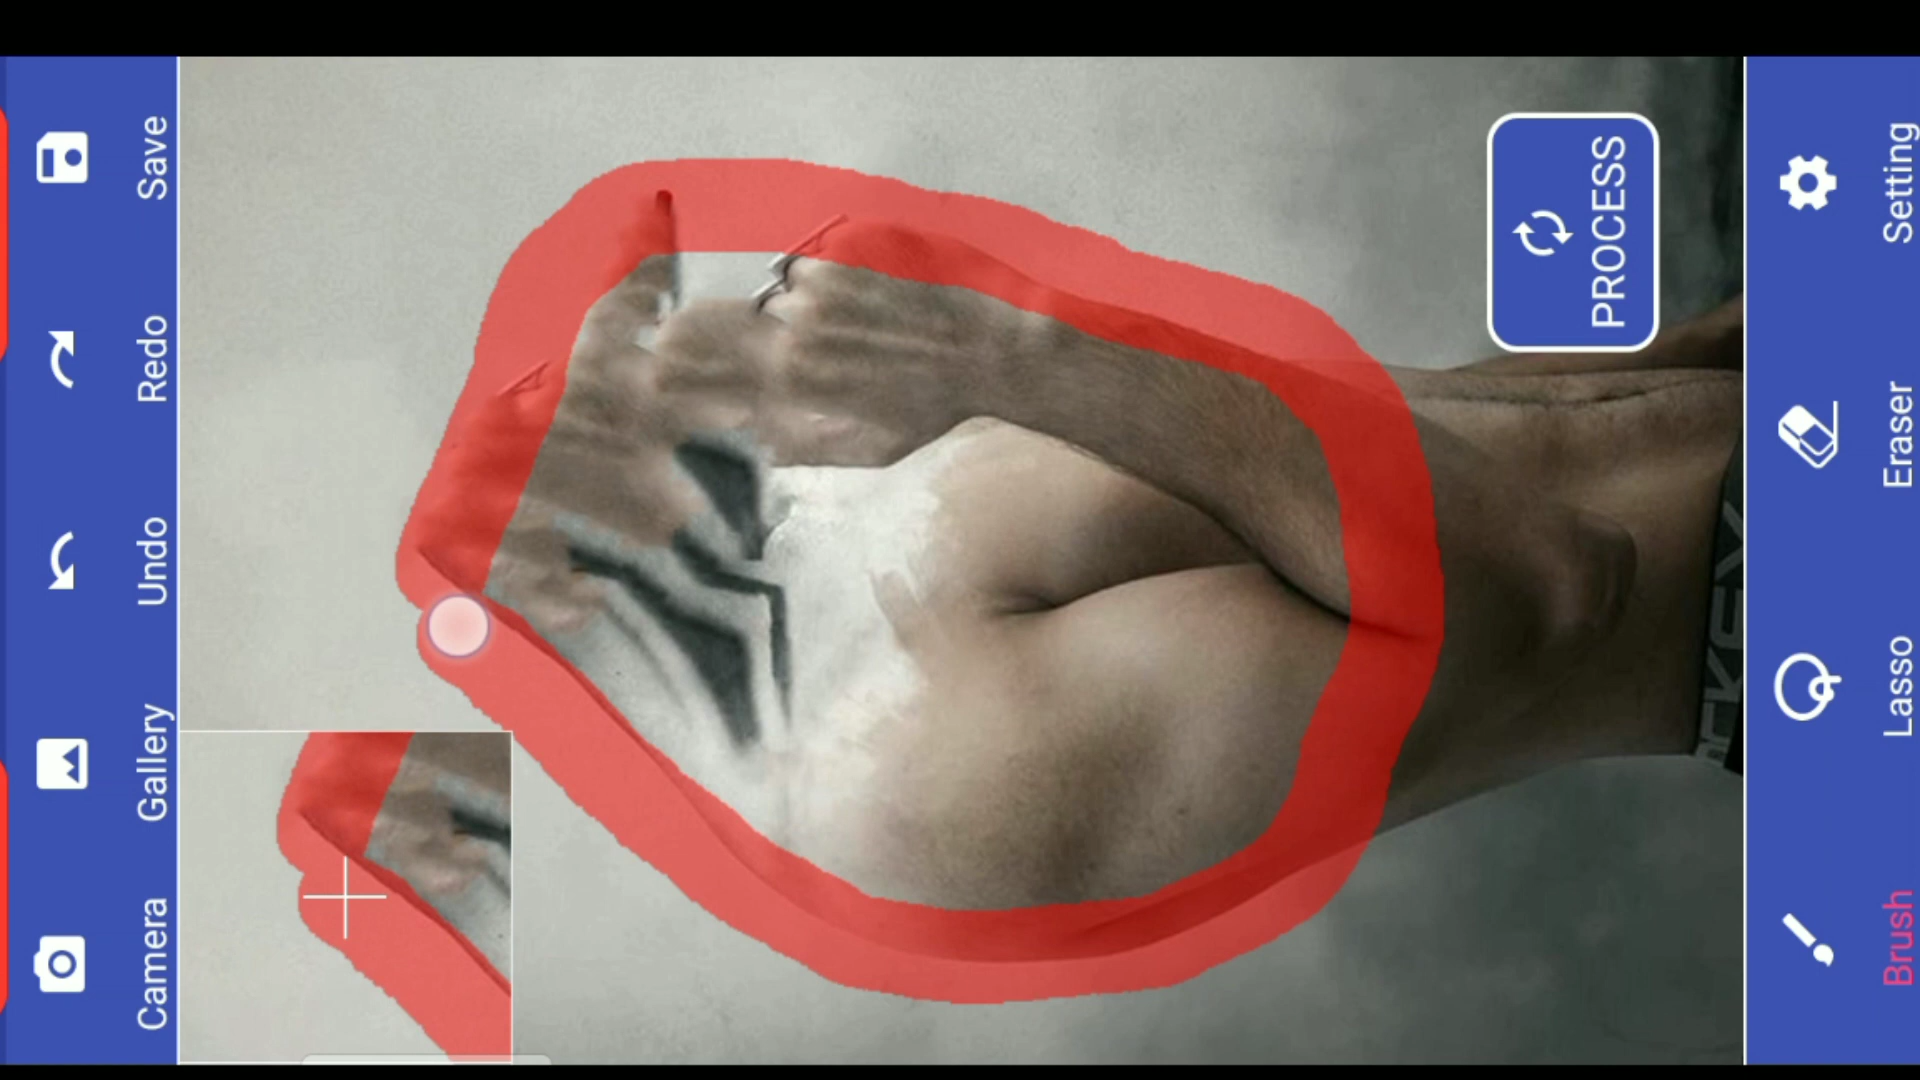 Save
Redo
Undo
Gallery
Camera
PROCESS
Setting
Eraser
Lasso
Brush